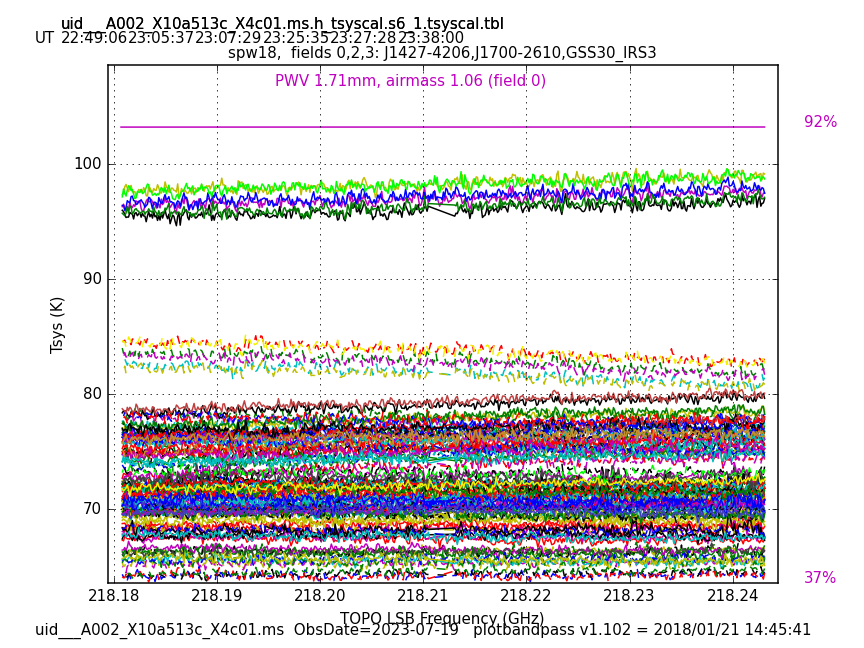 uid___A002_X10a513c_X4c01.ms.h_tsyscal.s6_1.tsyscal.tbl
UT 22:49:06 23:05:37 23:07:29 23:25:35 23:27:28 23:38:00
spw18, fields 0,2,3: J1427-4206,J1700-2610,GSS30_IRS3
PWV 1.71mm, airmass 1.06 (field 0)
92%
100
90
80
70
Tsys (K)
37%
218.18 218.19 218.20 218.21 218.22 218.23 218.24
TOPO LSB Frequency (GHz)
uid___A002_X10a513c_X4c01.ms ObsDate=2023-07-19 plotbandpass v1.102 = 2018/01/21 14:45:41